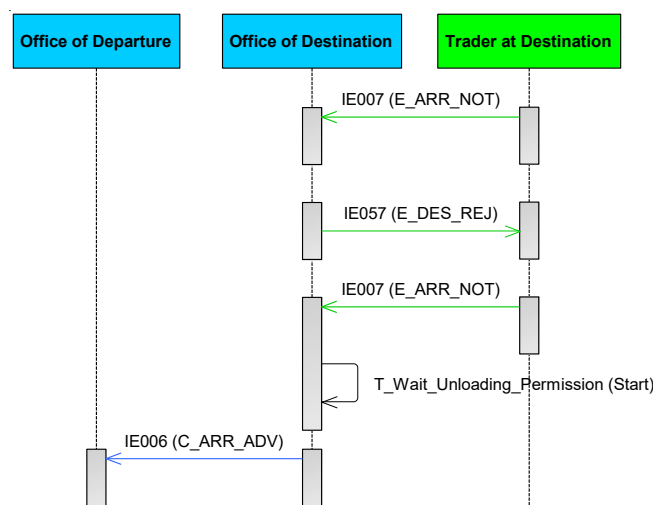 Office of Departure
Office of Destination
Trader at Destination
IE007 (E_ARR_NOT)
IE057 (E_DES_REJ)
IE007 (E_ARR_NOT)
T_Wait_Unloading_Permission (Start)
IE006 (C_ARR_ADV)